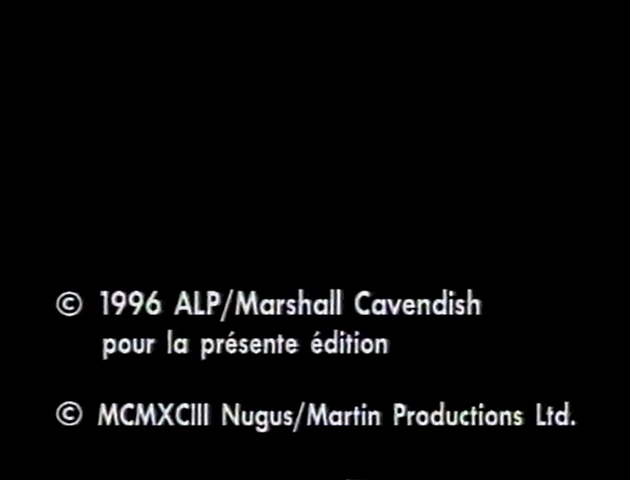 © 1996 ALP/Marshall Cavendish
pour la présente édition
© MCMXCIII Nugus/Martin Productions Ltd.